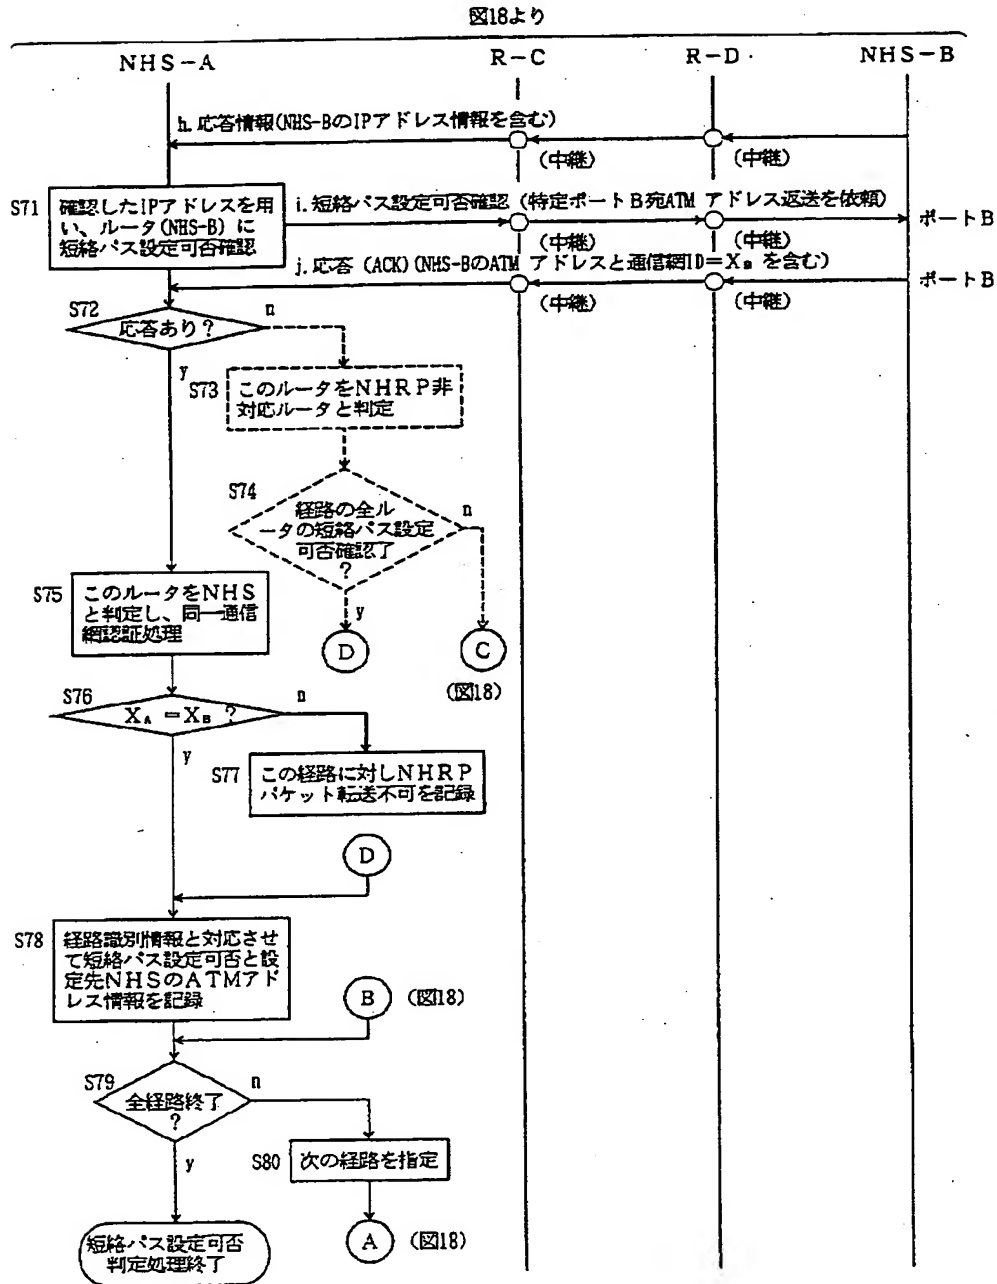 図18より
NHS-A
R-C
R-D
NHS-B
h.応答情報(NHS-BのIPアドレス情報を含む)
(中継)
(中継)
S71
確認したIPアドレスを用
い、ルータ(NHS-B)に
短絡パス設定可否確認
i.短絡パス設定可否確認(特定ポートB宛ATM アドレス返送を依頼)
ポートB
(中継)
(中継)
j.応答(ACK)(NHS-BのATM アドレスと通信網ID=XB を含む)
ポートB
(中継)
(中継)
S72
応答あり?
n
y
S73
このルータをNHRP非
対応ルータと判定
S74
経路の全ル
ータの短絡パス設定
可否確認了
?
n
y
D
C
(図18)
S75
このルータをNHS
と判定し、同一通信
網認証処理
S76
XA =XB ?
n
y
S77
この経路に対しNHRP
パケット転送不可を記録
D
S78
経路識別情報と対応させ
て短絡パス設定可否と設
定先NHSのATMアド
レス情報を記録
B
(図18)
S79
全経路終了
?
n
y
S80
次の経路を指定
A
(図18)
短絡パス設定可否
判定処理終了